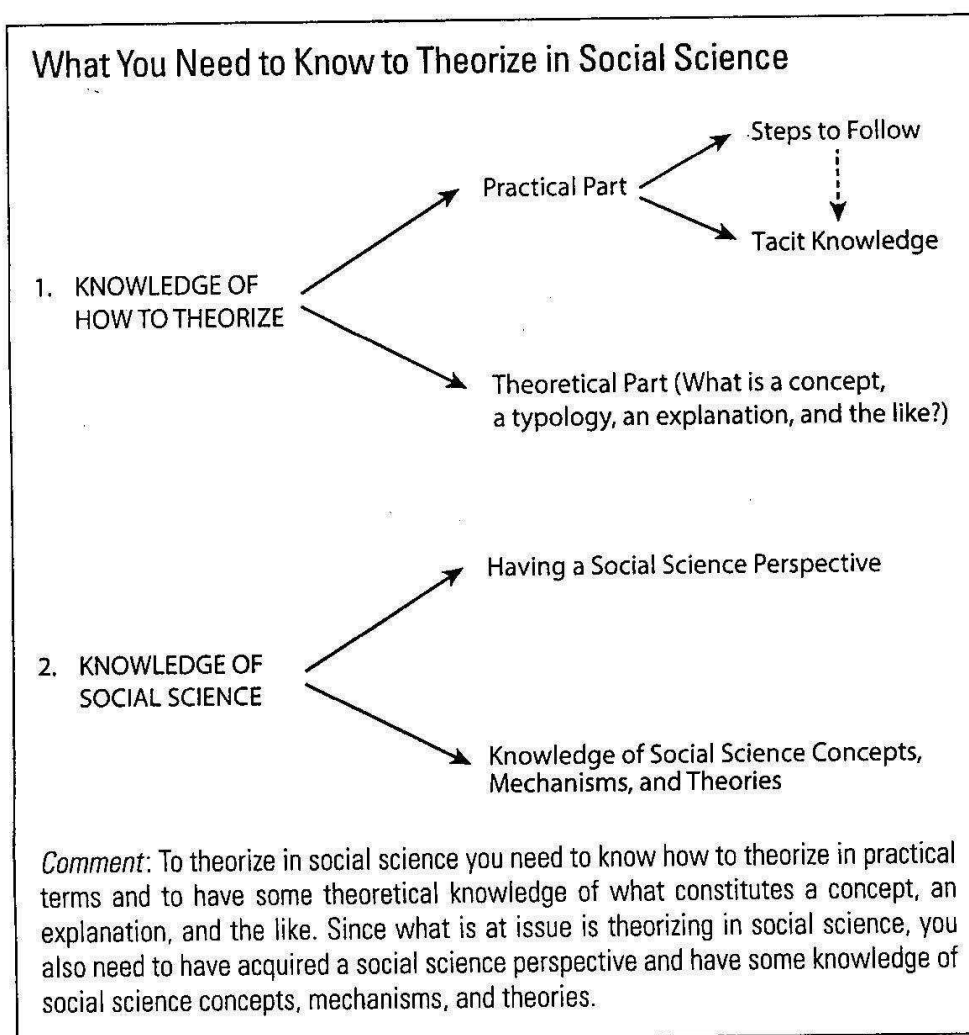 What You Need to Know to Theorize in Social Science
Steps to Follow
Practical Part
Tacit Knowledge
1. KNOWLEDGE OF
HOW TO THEORIZE
Theoretical Part (What is a concept,
a typology, an explanation, and the like?)
Having a Social Science Perspective
2. KNOWLEDGE OF
SOCIAL SCIENCE
Knowledge of Social Science Concepts,
Mechanisms, and Theories
Comment: To theorize in social science you need to know how to theorize in practical
terms and to have some theoretical knowledge of what constitutes a concept, an
explanation, and the like. Since what is at issue is theorizing in social science, you
also need to have acquired a social science perspective and have some knowledge of
social science concepts, mechanisms, and theories.